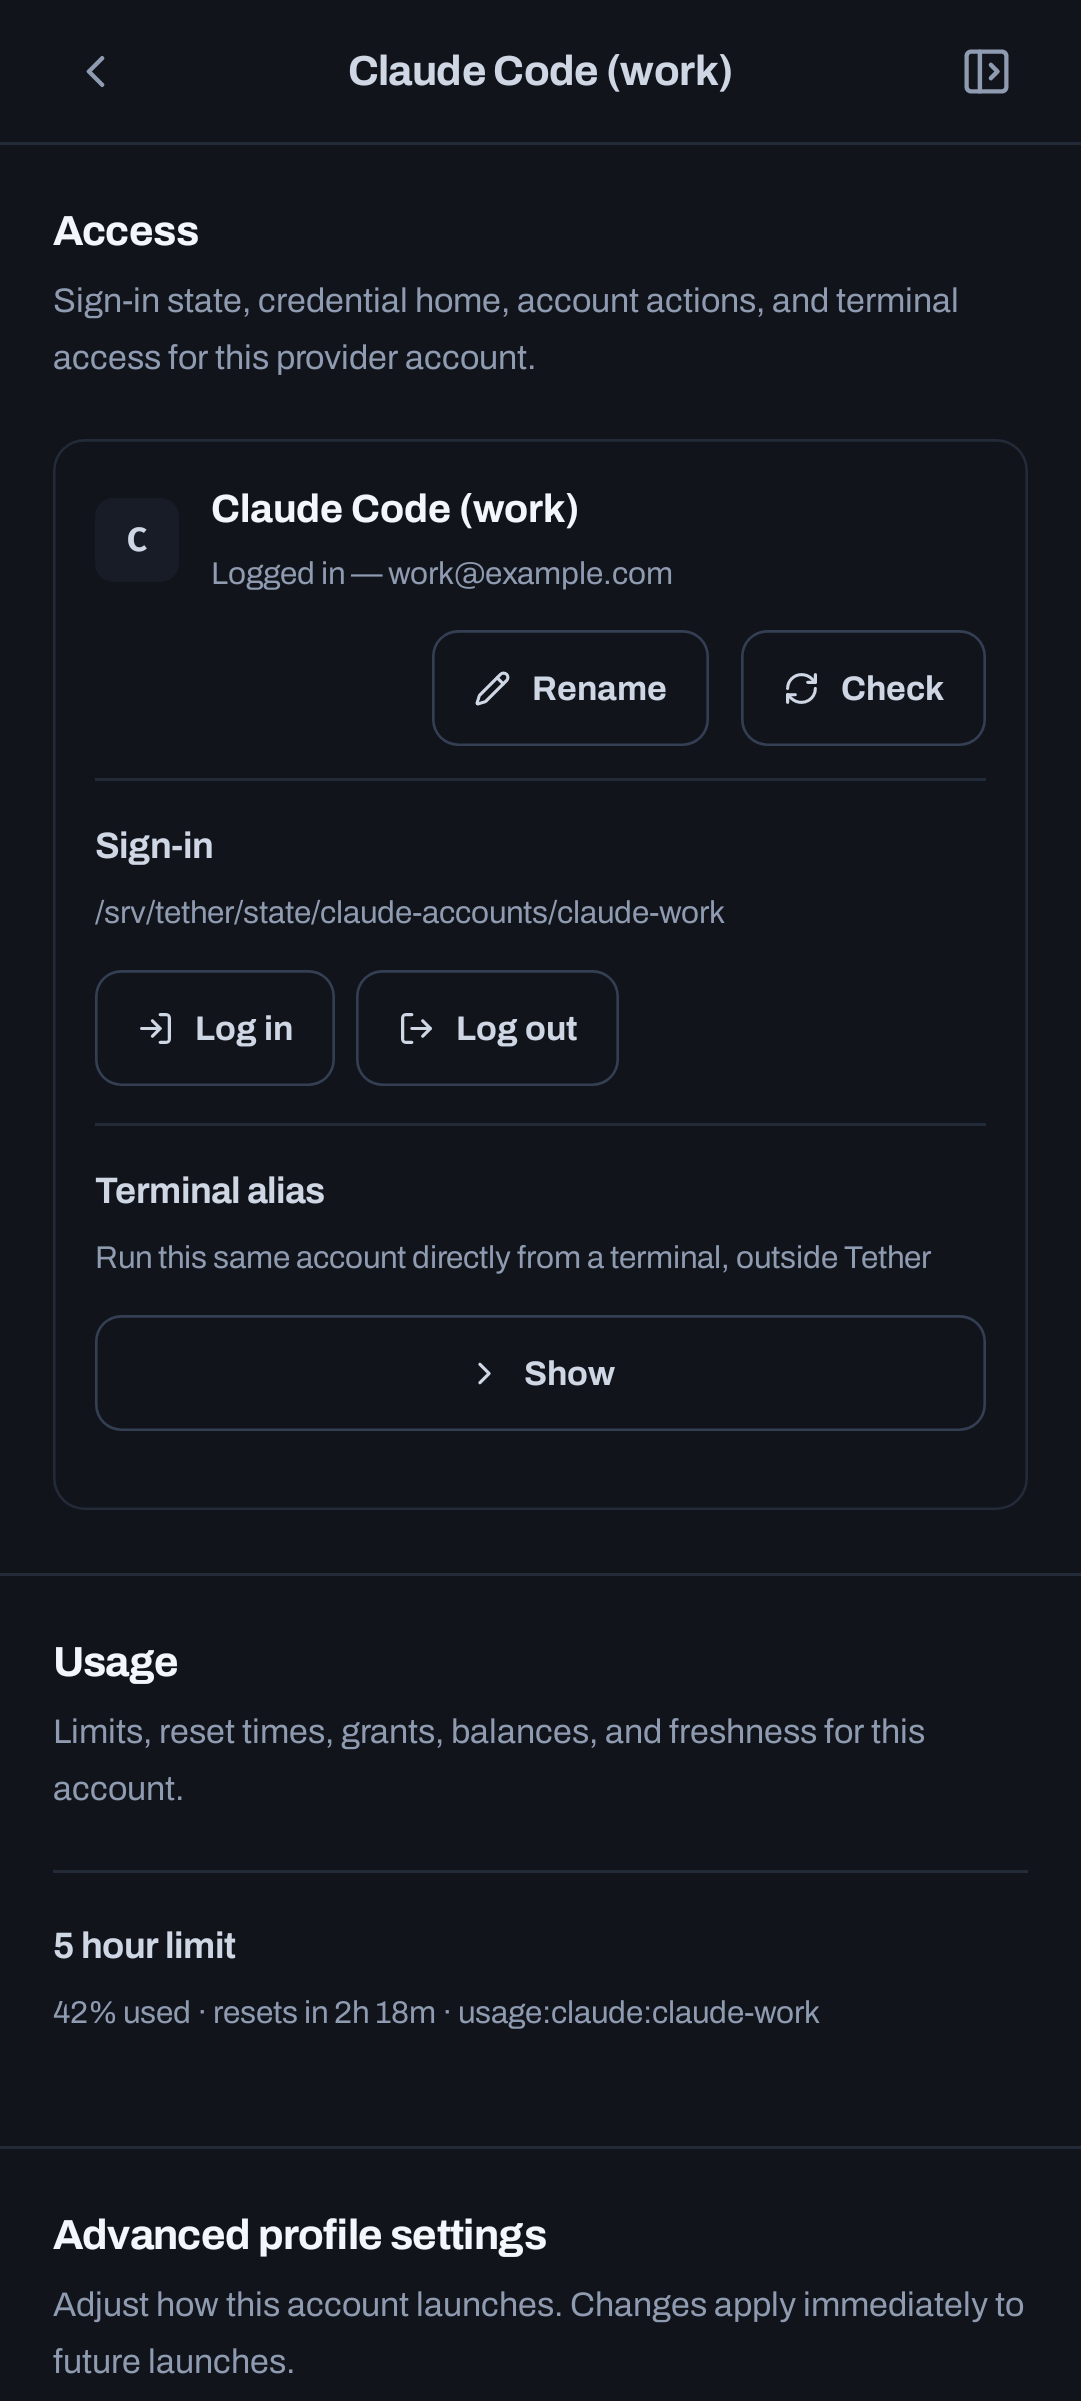 Claude Code (work)
Access
Sign-in state, credential home, account actions, and terminal
access for this provider account.
C
Claude Code (work)
Logged in — work@example.com
Rename
Check
Sign-in
/srv/tether/state/claude-accounts/claude-work
Log in
Log out
Terminal alias
Run this same account directly from a terminal, outside Tether
Show
Usage
Limits, reset times, grants, balances, and freshness for this
account.
5 hour limit
42% used · resets in 2h 18m · usage:claude:claude-work
Advanced profile settings
Adjust how this account launches. Changes apply immediately to
future launches.